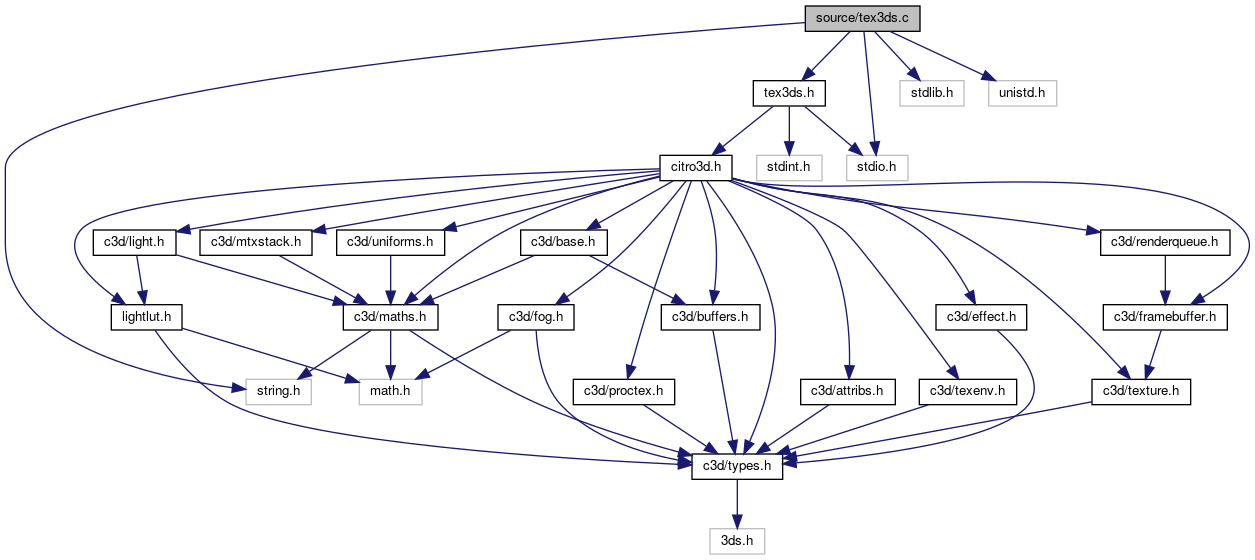 source/tex3ds.c
tex3ds.h
stdlib.h
unistd.h
citro3d.h
stdint.h
stdio.h
c3d/light.h
c3d/mtxstack.h
c3d/uniforms.h
c3d/base.h
c3d/renderqueue.h
lightlut.h
c3d/maths.h
c3d/fog.h
c3d/buffers.h
c3d/effect.h
c3d/framebuffer.h
string.h
math.h
c3d/proctex.h
c3d/attribs.h
c3d/texenv.h
c3d/texture.h
c3d/types.h
3ds.h